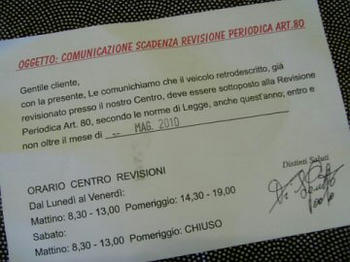 OGGETTO: COMUNICAZIONE SCADENZA REVISIONE PERIODICA ART.80
Gentile cliente,
con la presente, Le comunichiamo che il veicolo retrodescritto, già
revisionato presso il nostro Centro, deve essere sottoposto alla Revisione
Periodica Art. 80, secondo le norme di Legge, anche quest'anno; entro e
non oltre il mese di -- MAG. 2010
Distinti Saluti
ORARIO CENTRO REVISIONI
Dal Lunedì al Venerdì:
Mattino: 8,30 - 13,00 Pomeriggio: 14,30 - 19,00
Sabato:
Mattino: 8,30 - 13,00 Pomeriggio: CHIUSO